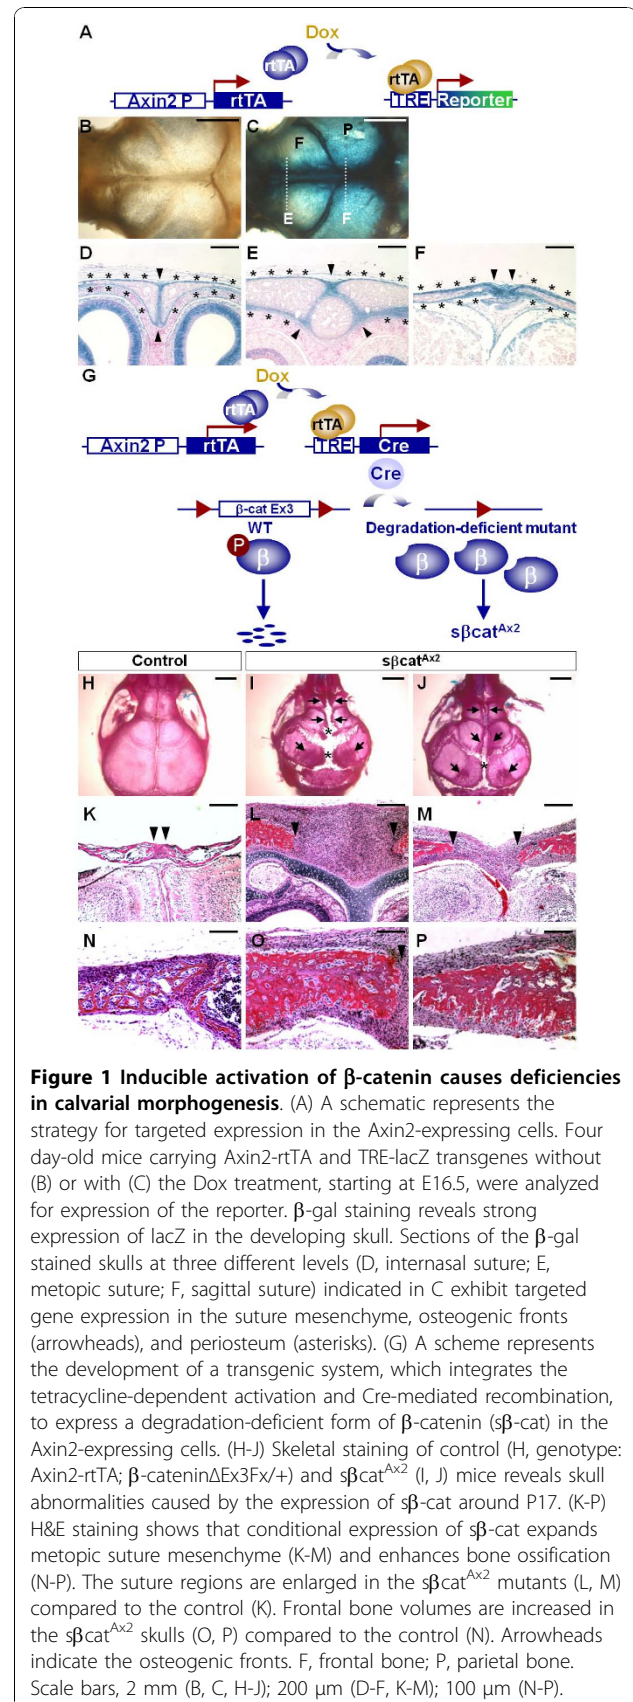 A
Dox
rtTA
rtTA
Axin2 P
rtTA
TRE
Reporter
B
C
F
P
E
F
D
E
F
* * * * * * * *
* * * * * *
* *
* * * * * * * *
* * * * * *
* * * * * *
* * * *
G
Dox
rtTA
rtTA
Axin2 P
rtTA
TRE
Cre
Cre
β-cat Ex3
WT
Degradation-deficient mutant
P
β
β
β
β
sβcatAx2
Control
sβcatAx2
H
I
*
*
J
*
K
L
M
N
O
P
Figure 1 Inducible activation of β-catenin causes deficiencies
in calvarial morphogenesis. (A) A schematic represents the
strategy for targeted expression in the Axin2-expressing cells. Four
day-old mice carrying Axin2-rtTA and TRE-lacZ transgenes without
(B) or with (C) the Dox treatment, starting at E16.5, were analyzed
for expression of the reporter. β-gal staining reveals strong
expression of lacZ in the developing skull. Sections of the β-gal
stained skulls at three different levels (D, internasal suture; E,
metopic suture; F, sagittal suture) indicated in C exhibit targeted
gene expression in the suture mesenchyme, osteogenic fronts
(arrowheads), and periosteum (asterisks). (G) A scheme represents
the development of a transgenic system, which integrates the
tetracycline-dependent activation and Cre-mediated recombination,
to express a degradation-deficient form of β-catenin (sβ-cat) in the
Axin2-expressing cells. (H-J) Skeletal staining of control (H, genotype:
Axin2-rtTA; β-cateninΔEx3Fx/+) and sβcatAx2 (I, J) mice reveals skull
abnormalities caused by the expression of sβ-cat around P17. (K-P)
H&E staining shows that conditional expression of sβ-cat expands
metopic suture mesenchyme (K-M) and enhances bone ossification
(N-P). The suture regions are enlarged in the sβcatAx2 mutants (L, M)
compared to the control (K). Frontal bone volumes are increased in
the sβcatAx2 skulls (O, P) compared to the control (N). Arrowheads
indicate the osteogenic fronts. F, frontal bone; P, parietal bone.
Scale bars, 2 mm (B, C, H-J); 200 μm (D-F, K-M); 100 μm (N-P).